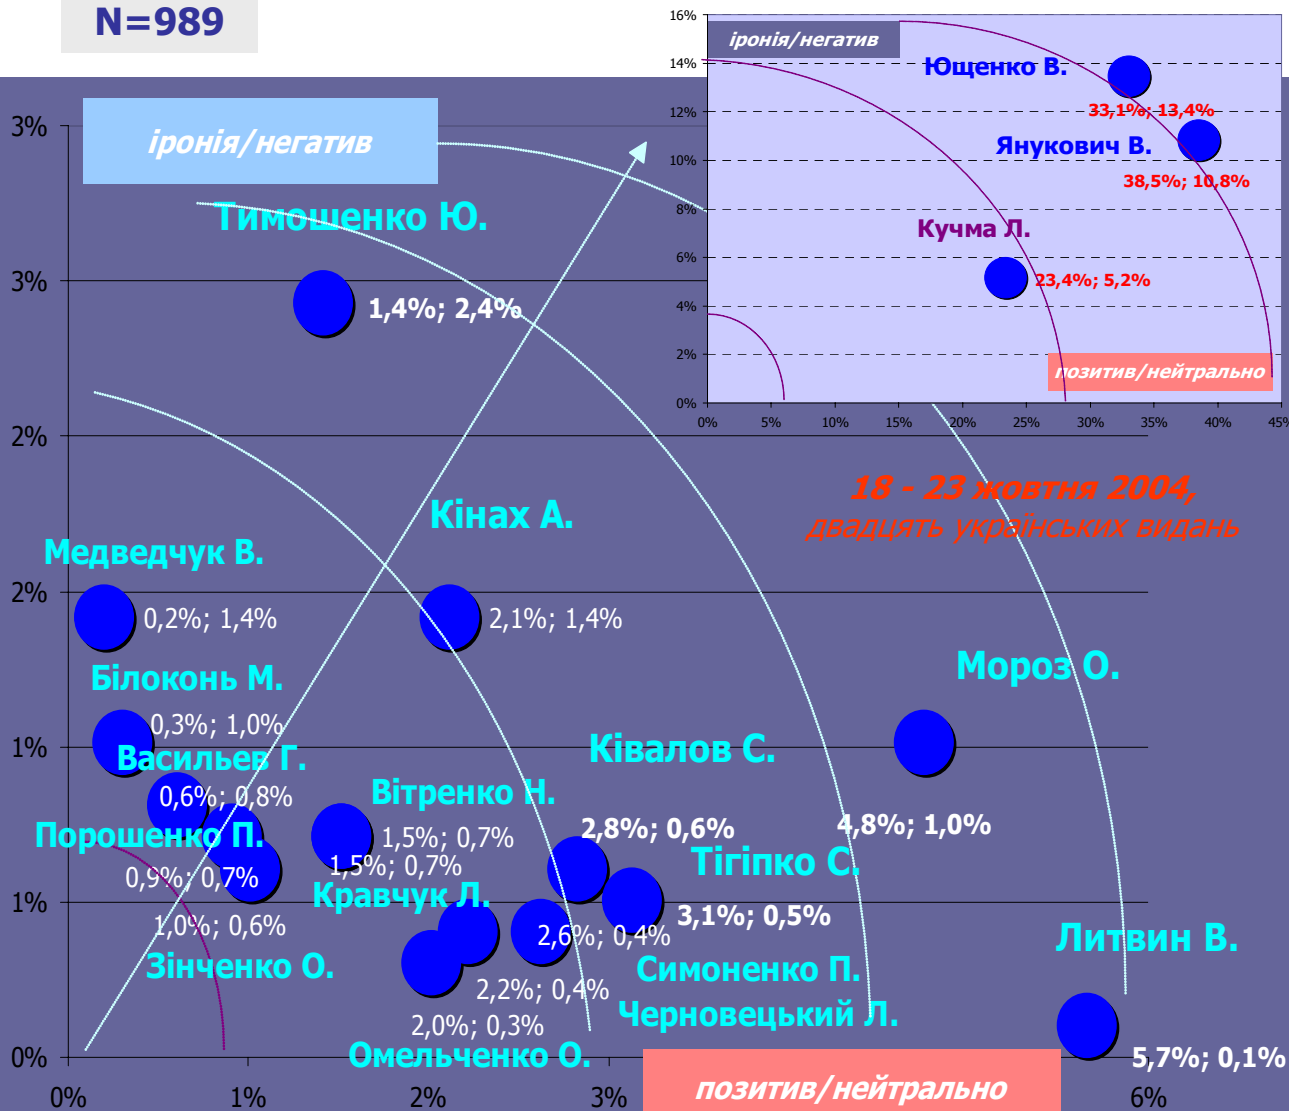 N=989
16%
іронія/негатив
14%
Ющенко В.
12%
33,1%; 13,4%
Янукович В.
10%
38,5%; 10,8%
8%
Кучма Л.
6%
23,4%; 5,2%
4%
2%
позитив/нейтрально
0%
0% 5% 10% 15% 20% 25% 30% 35% 40% 45%
3%
іронія/негатив
Тимошенко Ю.
3%
1,4%; 2,4%
2%
18 - 23 жовтня 2004,
двадцять українських видань
Кінах А.
Медведчук В.
2%
0,2%; 1,4%
2,1%; 1,4%
Мороз О.
Білоконь М.
0,3%; 1,0%
1%
Ківалов С.
Васильев Г.
0,6%; 0,8%
Вітренко Н.
4,8%; 1,0%
2,8%; 0,6%
Порошенко П.
1,5%; 0,7%
1,5%; 0,7%
Тігіпко С.
0,9%; 0,7%
Кравчук Л.
1%
3,1%; 0,5%
1,0%; 0,6%
2,6%; 0,4%
Литвин В.
Зінченко О.
Симоненко П.
2,2%; 0,4%
Черновецький Л.
2,0%; 0,3%
Омельченко О.
0%
5,7%; 0,1%
позитив/нейтрально
0% 1% 2% 3% 6%